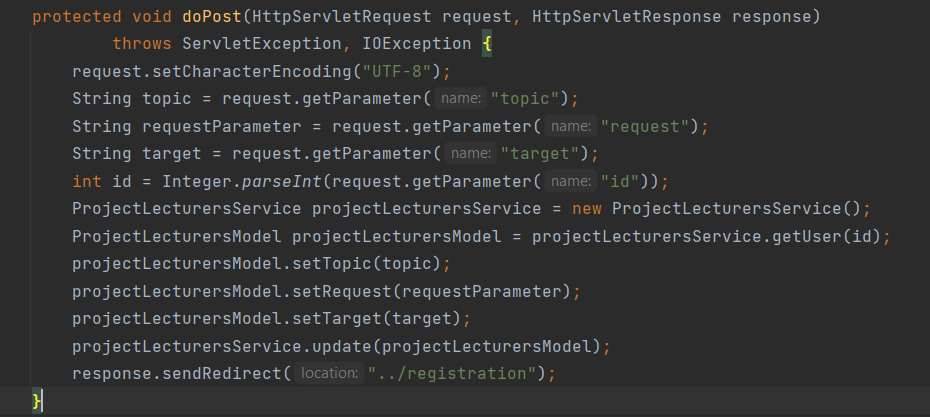 protected void doPost(HttpServletRequest request, HttpServletResponse response)
throws ServletException, IOException {
request.setCharacterEncoding("UTF-8");
String topic = request.getParameter( name: "topic");
String requestParameter = request.getParameter( name: "request");
String target = request.getParameter( name: "target");
int id = Integer.parseInt(request.getParameter( name: "id"));
ProjectLecturersService projectLecturersService = new ProjectLecturersService();
ProjectLecturersModel projectLecturersModel = projectLecturersService.getUser(id);
projectLecturersModel.setTopic(topic);
projectLecturersModel.setRequest(requestParameter);
projectLecturersModel.setTarget(target);
projectLecturersService.update(projectLecturersModel);
response.sendRedirect( location: "../registration");
}